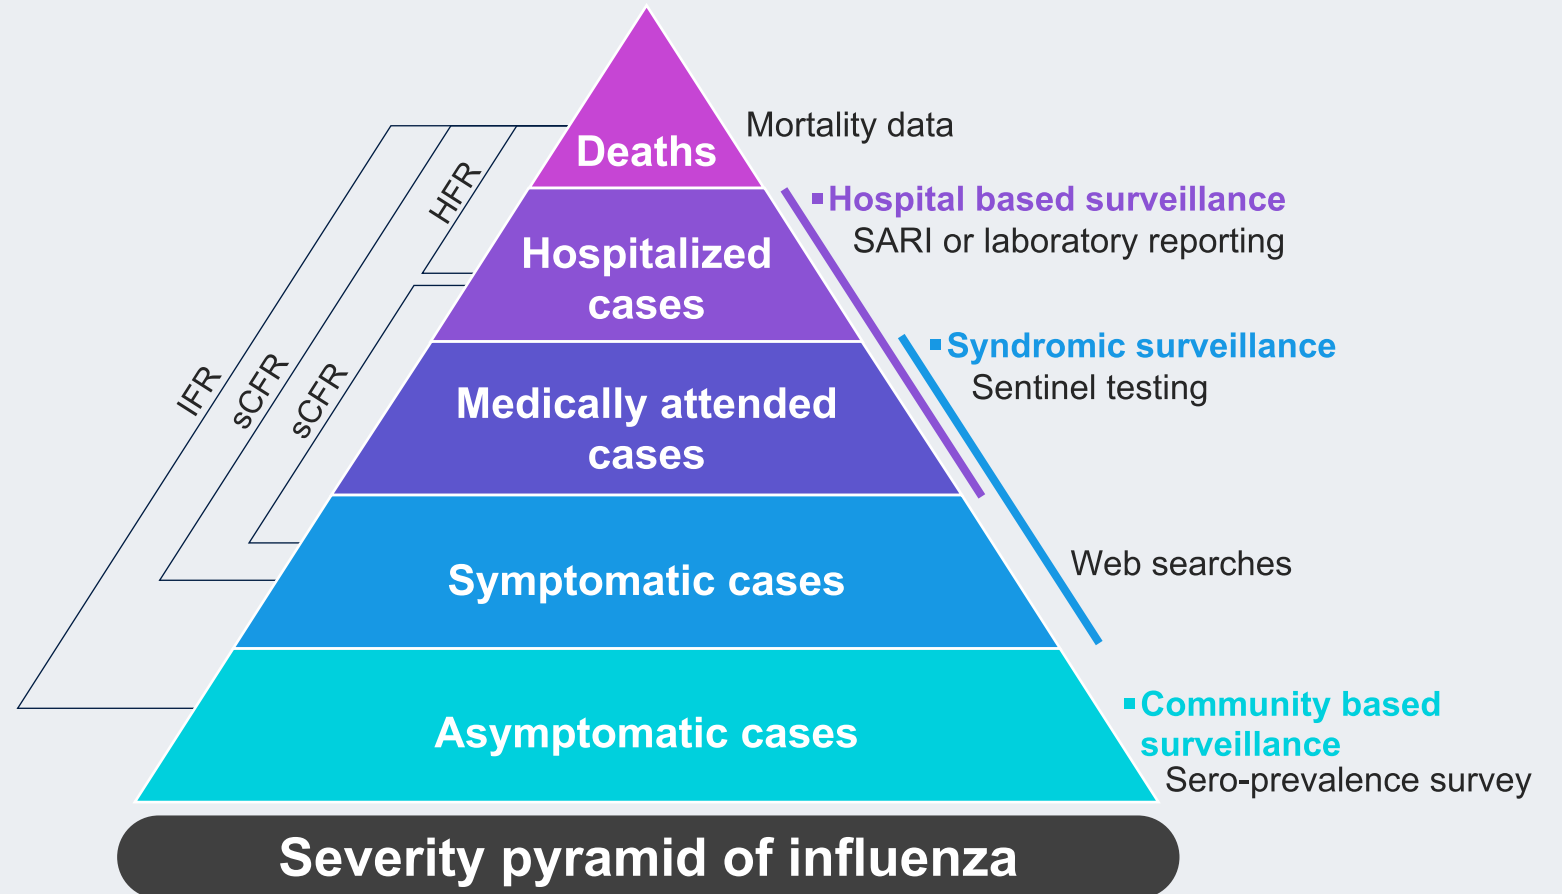 Deaths
Mortality data
HFR
Hospital based surveillance
SARI or laboratory reporting
Hospitalized
cases
Syndromic surveillance
Sentinel testing
IFR
sCFR
sCFR
Medically attended
cases
Web searches
Symptomatic cases
Community based
surveillance
Sero-prevalence survey
Asymptomatic cases
Severity pyramid of influenza